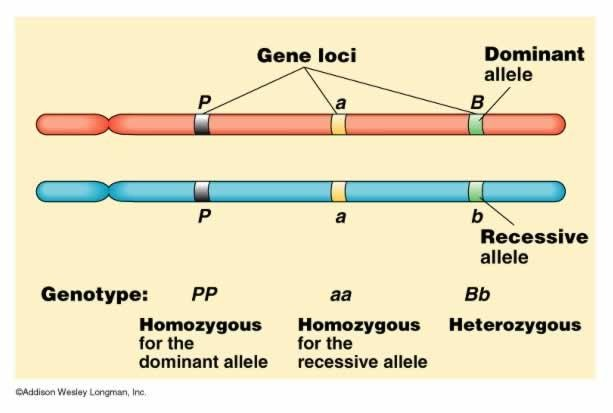 Gene loci
Dominant
allele
P a B
P a b
Recessive
allele
Genotype: PP aa Bb
Homozygous
for the
dominant allele
Homozygous
for the
recessive allele
Heterozygous
©Addison Wesley Longman, Inc.